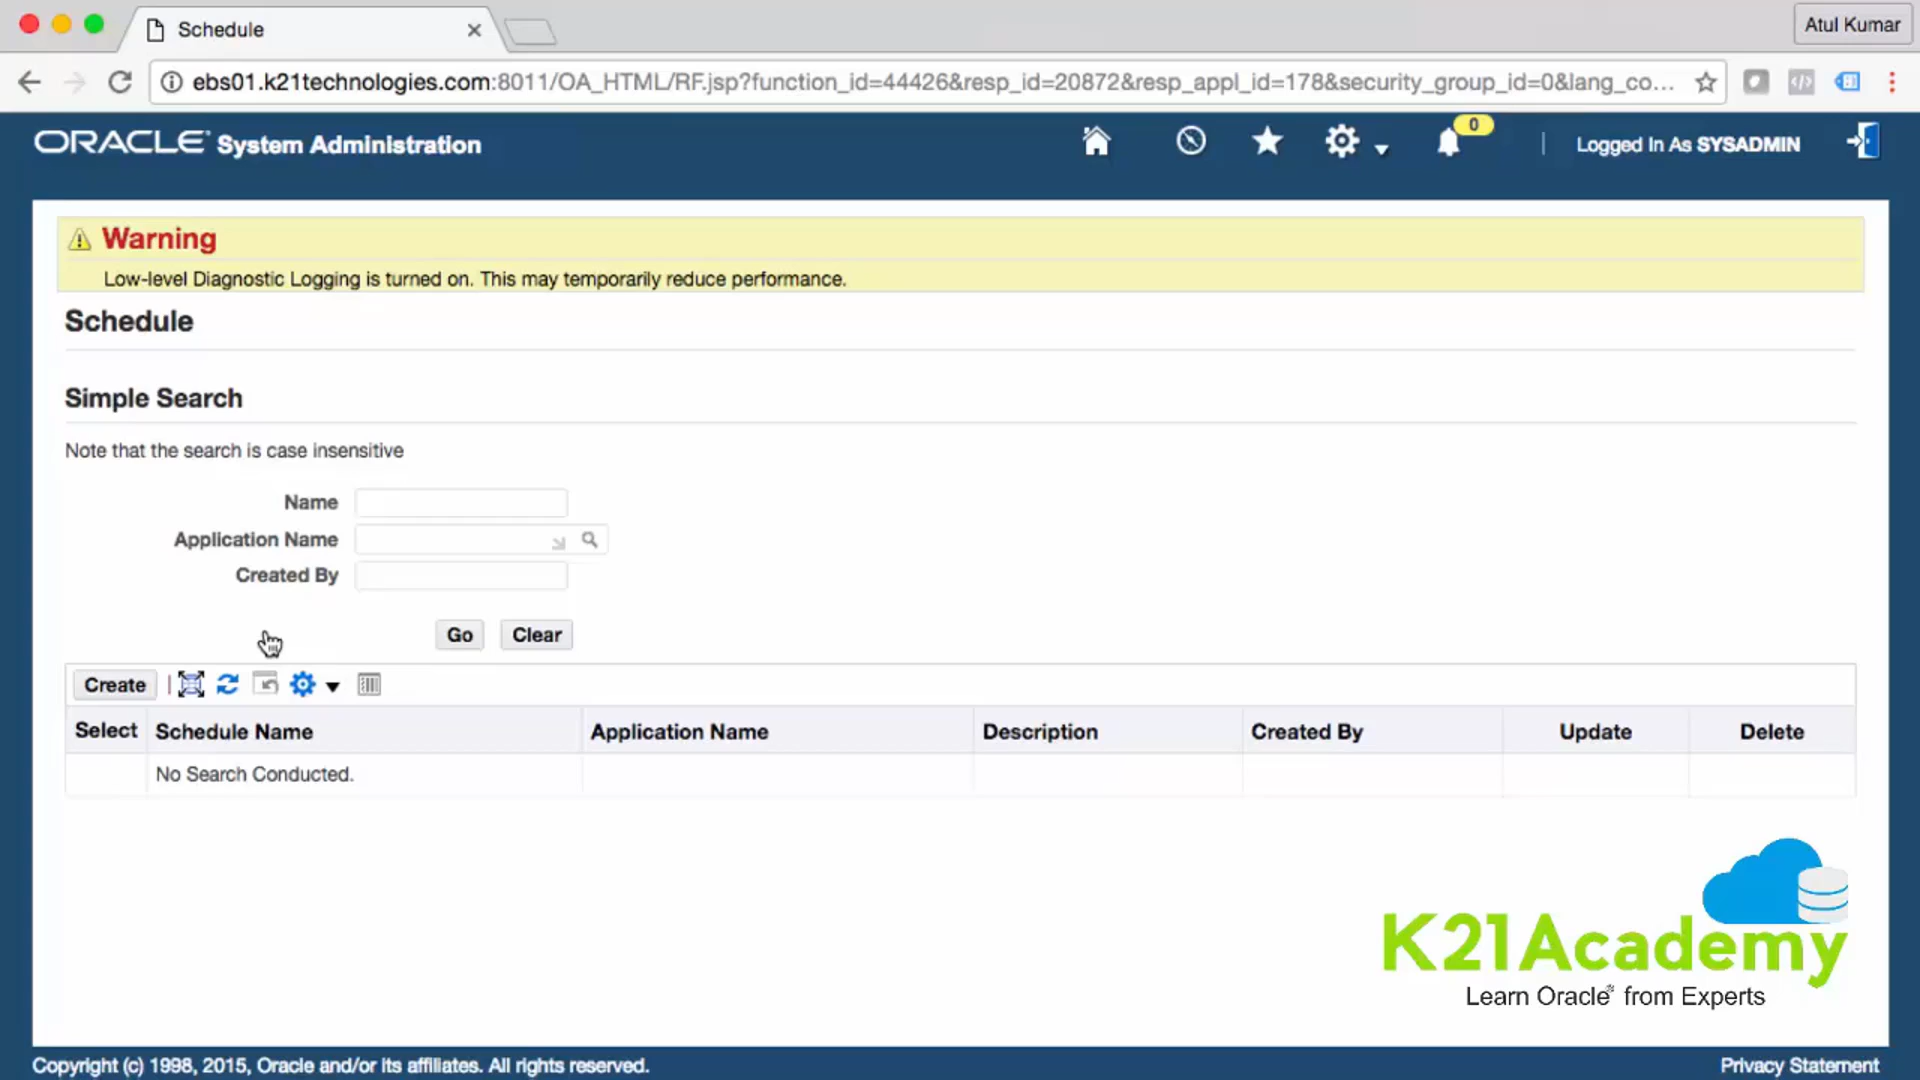 Schedule
Atul Kumar
ebs01.k21technologies.com:8011/OA_HTML/RF.jsp?function_id=44426&resp_id=20872&resp_appl_id=178&security_group_id=0&lang_co...
ORACLE® System Administration
0
Logged In As SYSADMIN
Warning
Low-level Diagnostic Logging is turned on. This may temporarily reduce performance.
Schedule
Simple Search
Note that the search is case insensitive
Name
Application Name
Created By
Go Clear
Create
Select Schedule Name Application Name Description Created By Update Delete
No Search Conducted.
K21Academy
Learn Oracle® from Experts
Copyright (c) 1998, 2015, Oracle and/or its affiliates. All rights reserved.
Privacy Statement